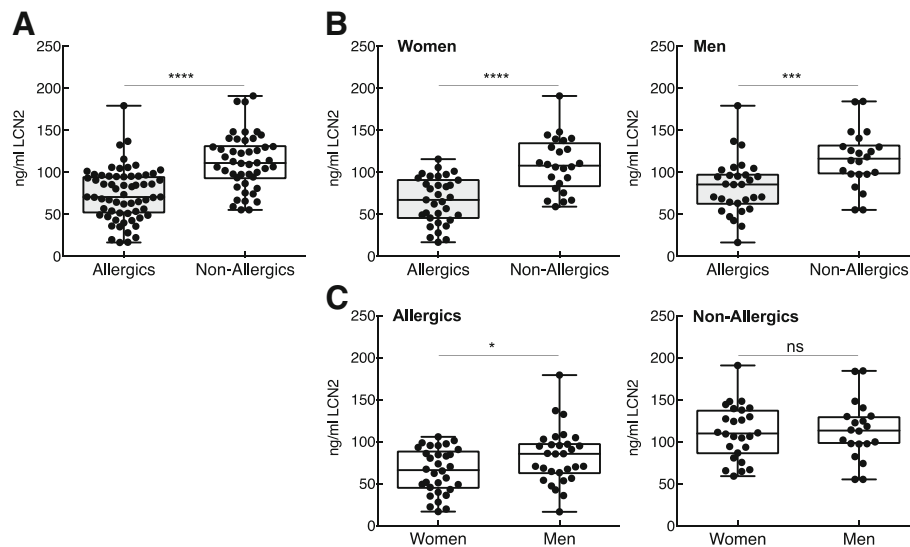 A
ng/ml LCN2
250
200
150
100
50
0
****
Allergics Non-Allergics
B
Women
ng/ml LCN2
250
200
150
100
50
0
****
Allergics Non-Allergics
Men
ng/ml LCN2
250
200
150
100
50
0
***
Allergics Non-Allergics
C
Allergics
ng/ml LCN2
250
200
150
100
50
0
*
Women Men
Non-Allergics
ng/ml LCN2
250
200
150
100
50
0
ns
Women Men